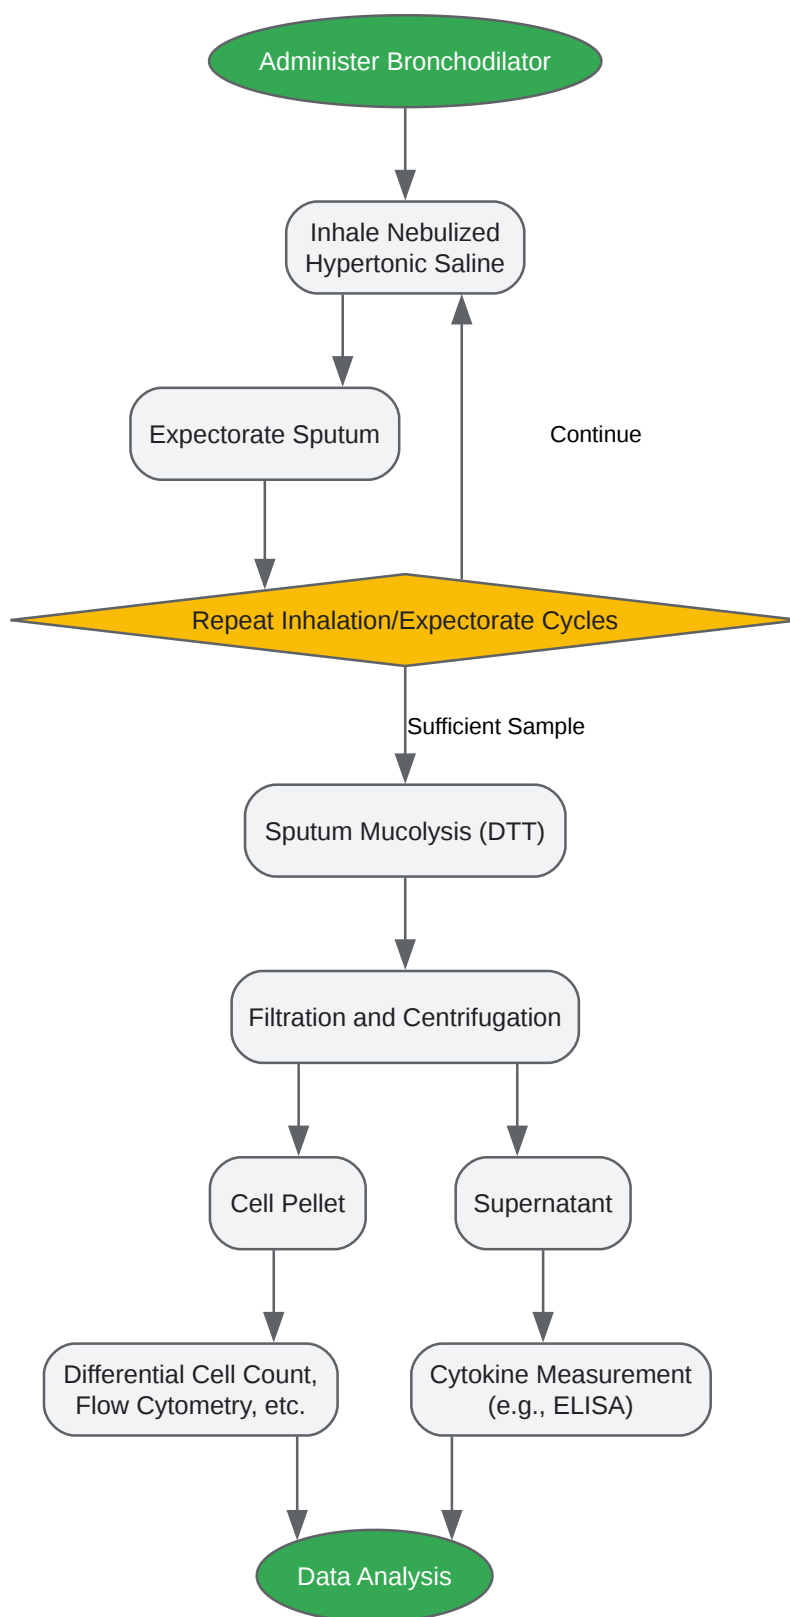 Administer Bronchodilator
Inhale Nebulized
Hypertonic Saline
Expectorate Sputum
Continue
Repeat Inhalation/Expectorate Cycles
Sufficient Sample
Sputum Mucolysis (DTT)
Filtration and Centrifugation
Cell Pellet
Supernatant
Differential Cell Count,
Flow Cytometry, etc.
Cytokine Measurement
(e.g., ELISA)
Data Analysis